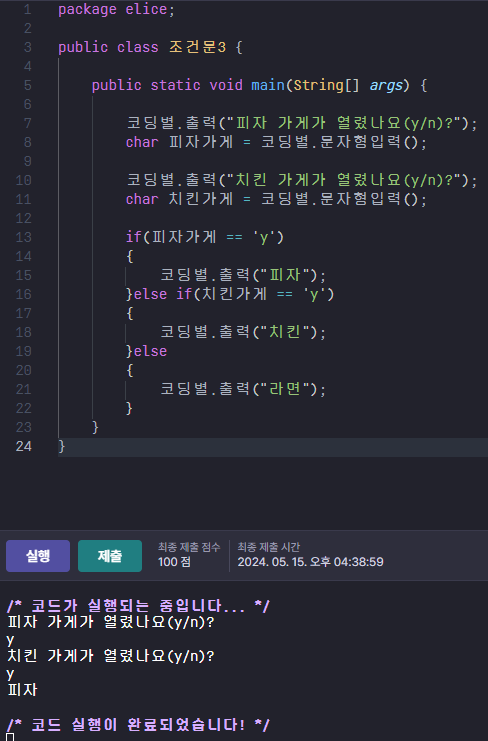 1 package elice;
2
3 public class 조건문3 {
4
5     public static void main(String[] args) {
6
7         코딩별.출력("피자 가게가 열렸나요(y/n)?");
8         char 피자가게 = 코딩별.문자형입력();
9
10         코딩별.출력("치킨 가게가 열렸나요(y/n)?");
11         char 치킨가게 = 코딩별.문자형입력();
12
13         if(피자가게 == 'y')
14         {
15             코딩별.출력("피자");
16         }else if(치킨가게 == 'y')
17         {
18             코딩별.출력("치킨");
19         }else
20         {
21             코딩별.출력("라면");
22         }
23     }
24 }
실행 제출 최종 제출 점수 최종 제출 시간
100 점 2024. 05. 15. 오후 04:38:59
/* 코드가 실행되는 중입니다... */
피자 가게가 열렸나요(y/n)?
y
치킨 가게가 열렸나요(y/n)?
y
피자
/* 코드 실행이 완료되었습니다! */